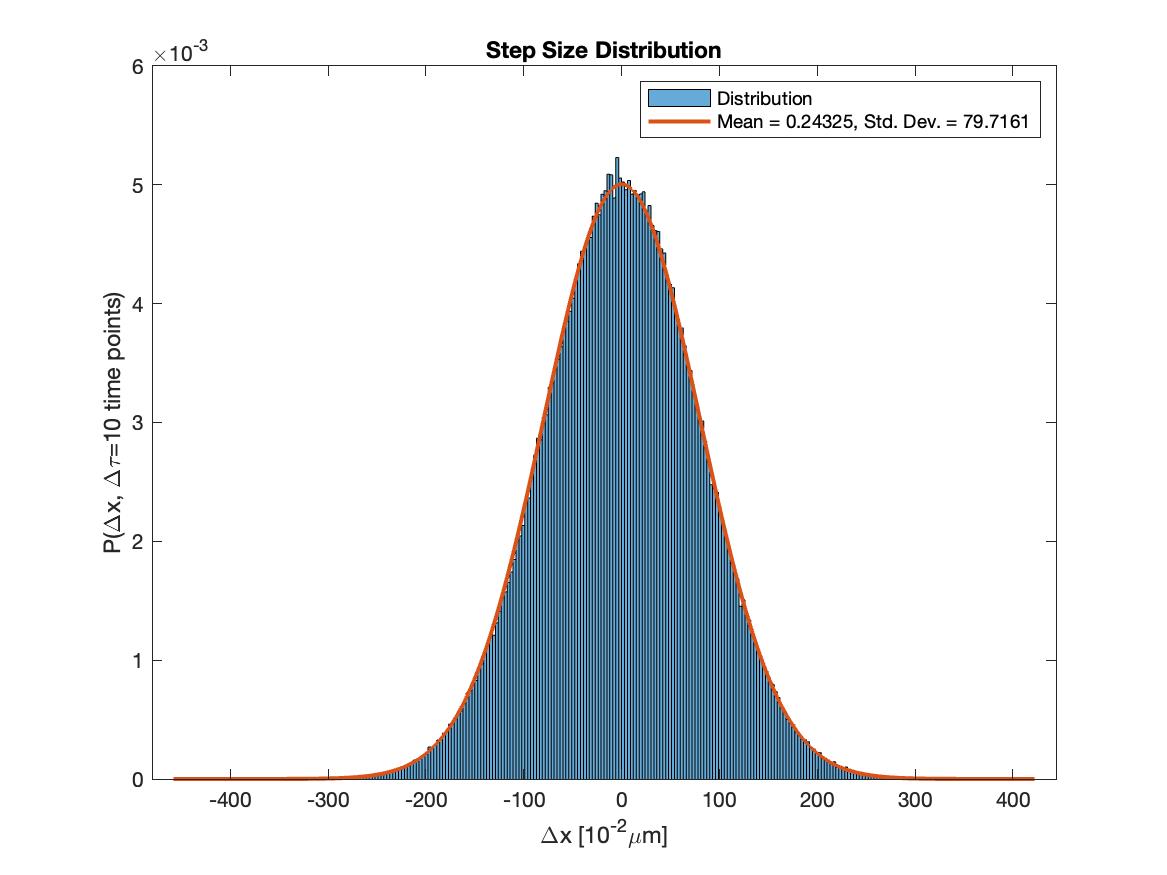 Step Size Distribution
×10⁻³
Distribution
Mean = 0.24325, Std. Dev. = 79.7161
6
5
4
3
2
1
0
P(Δx, Δτ=10 time points)
-400 -300 -200 -100 0 100 200 300 400
Δx [10⁻²μm]